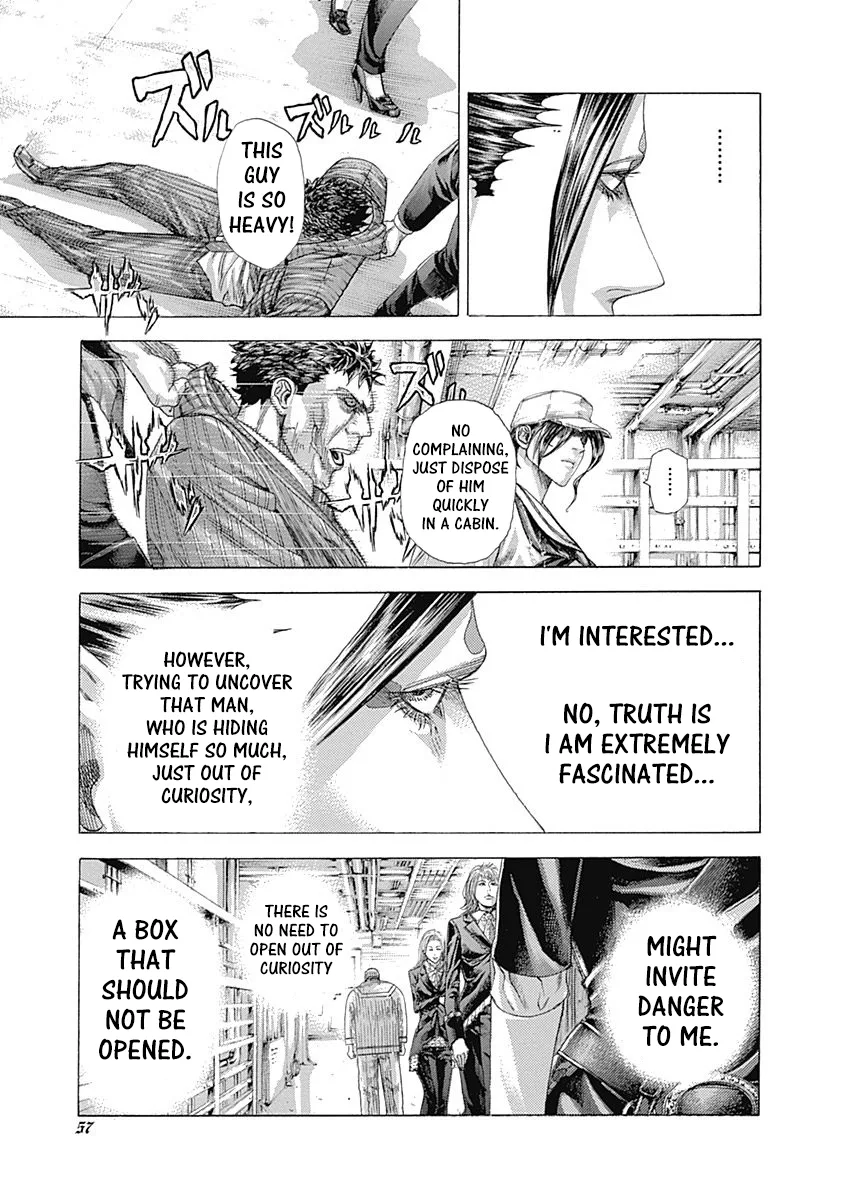 ………
ズル
ズル
THIS
GUY
IS SO
HEAVY!
……
ズル
NO
COMPLAINING,
JUST DISPOSE
OF HIM
QUICKLY
IN A CABIN.
I'M INTERESTED...
NO, TRUTH IS
I AM EXTREMELY
FASCINATED...
HOWEVER,
TRYING TO UNCOVER
THAT MAN,
WHO IS HIDING
HIMSELF SO MUCH,
JUST OUT OF
CURIOSITY,
MIGHT
INVITE
DANGER
TO ME.
THERE IS
NO NEED TO
OPEN OUT OF
CURIOSITY
A BOX
THAT
SHOULD
NOT BE
OPENED.
57